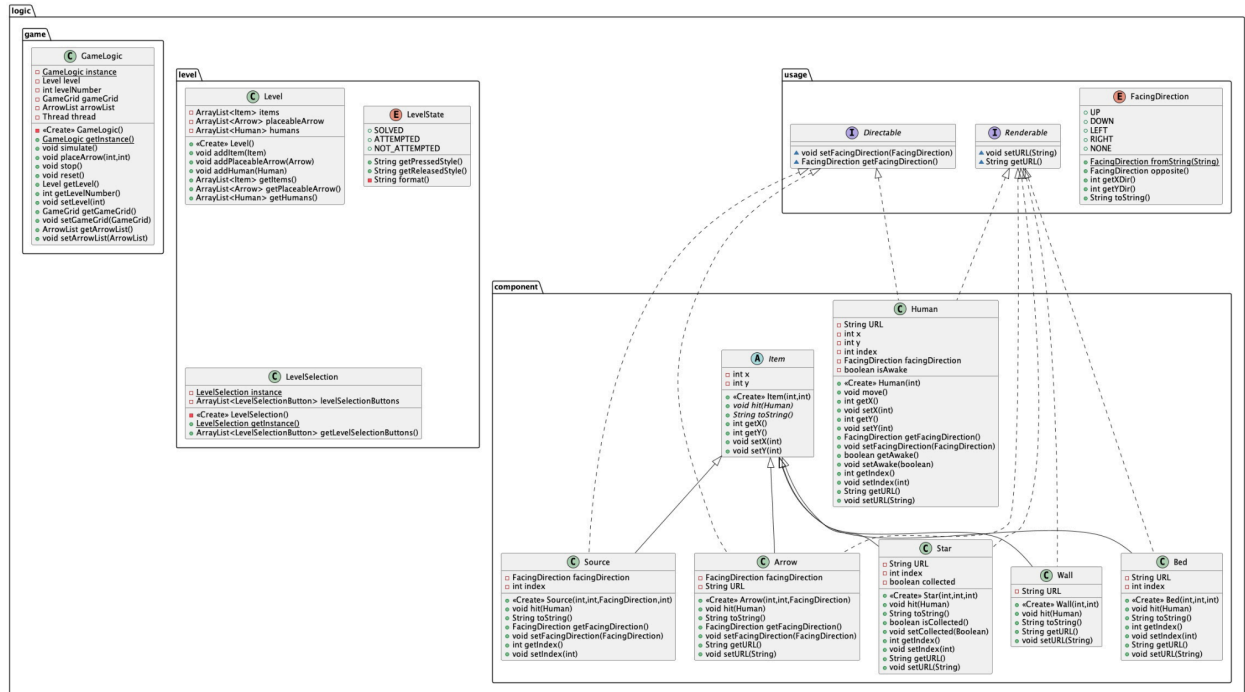 logic
game
C GameLogic
GameLogic instance
Level level
int levelNumber
GameGrid gameGrid
ArrowList arrowList
Thread thread
«Create» GameLogic()
GameLogic getInstance()
void simulate()
void placeArrow(int,int)
void stop()
void reset()
Level getLevel()
int getLevelNumber()
void setLevel(int)
GameGrid getGameGrid()
void setGameGrid(GameGrid)
ArrowList getArrowList()
void setArrowList(ArrowList)
level
C Level
ArrayList<Item> items
ArrayList<Arrow> placeableArrow
ArrayList<Human> humans
«Create» Level()
void addItem(Item)
void addPlaceableArrow(Arrow)
void addHuman(Human)
ArrayList<Item> getItems()
ArrayList<Arrow> getPlaceableArrow()
ArrayList<Human> getHumans()
E LevelState
SOLVED
ATTEMPTED
NOT_ATTEMPTED
String getPressedStyle()
String getReleasedStyle()
String format()
C LevelSelection
LevelSelection instance
ArrayList<LevelSelectionButton> levelSelectionButtons
«Create» LevelSelection()
LevelSelection getInstance()
ArrayList<LevelSelectionButton> getLevelSelectionButtons()
usage
I Directable
void setFacingDirection(FacingDirection)
FacingDirection getFacingDirection()
I Renderable
void setURL(String)
String getURL()
E FacingDirection
UP
DOWN
LEFT
RIGHT
NONE
FacingDirection fromString(String)
FacingDirection opposite()
int getXDir()
int getYDir()
String toString()
component
A Item
int x
int y
«Create» Item(int,int)
void hit(Human)
String toString()
int getX()
int getY()
void setX(int)
void setY(int)
C Human
String URL
int x
int y
int index
FacingDirection facingDirection
boolean isAwake
«Create» Human(int)
void move()
int getX()
void setX(int)
int getY()
void setY(int)
FacingDirection getFacingDirection()
void setFacingDirection(FacingDirection)
boolean getAwake()
void setAwake(boolean)
int getIndex()
void setIndex(int)
String getURL()
void setURL(String)
C Source
FacingDirection facingDirection
int index
«Create» Source(int,int,FacingDirection,int)
void hit(Human)
String toString()
FacingDirection getFacingDirection()
void setFacingDirection(FacingDirection)
int getIndex()
void setIndex(int)
C Arrow
FacingDirection facingDirection
String URL
«Create» Arrow(int,int,FacingDirection)
void hit(Human)
String toString()
FacingDirection getFacingDirection()
void setFacingDirection(FacingDirection)
String getURL()
void setURL(String)
C Star
String URL
int index
boolean collected
«Create» Star(int,int,int)
void hit(Human)
String toString()
boolean isCollected()
void setCollected(Boolean)
int getIndex()
void setIndex(int)
String getURL()
void setURL(String)
C Wall
String URL
«Create» Wall(int,int)
void hit(Human)
String toString()
String getURL()
void setURL(String)
C Bed
String URL
int index
«Create» Bed(int,int,int)
void hit(Human)
String toString()
int getIndex()
void setIndex(int)
String getURL()
void setURL(String)